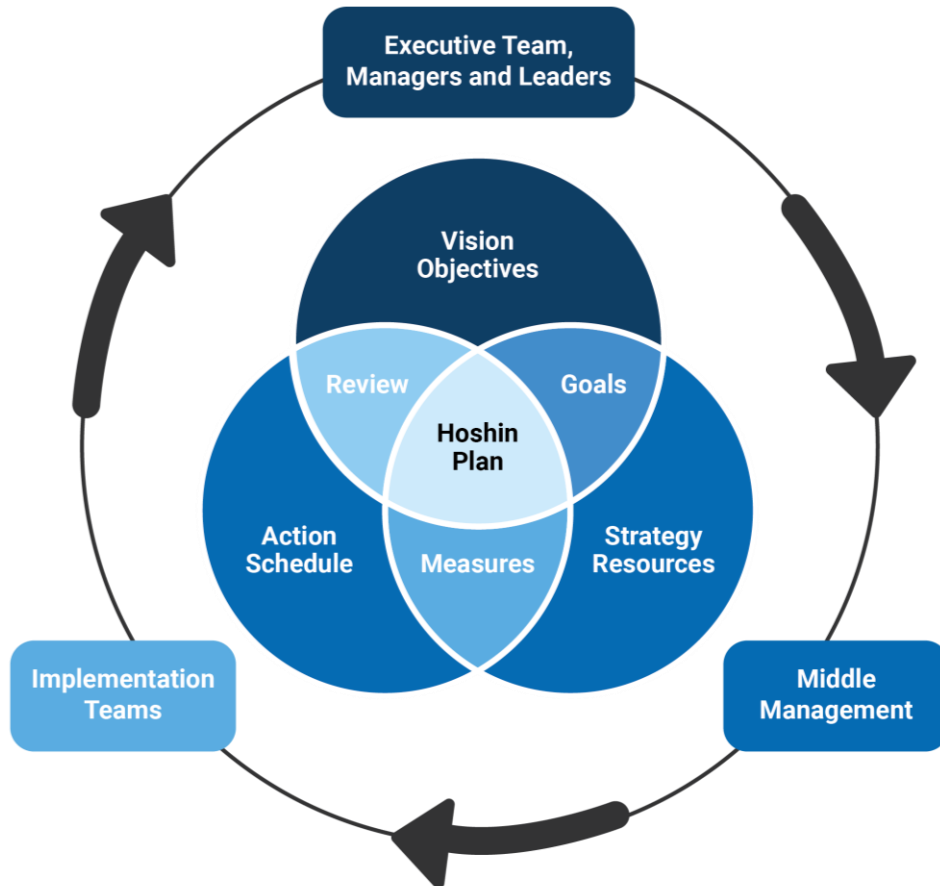 Executive Team,
Managers and Leaders
Vision
Objectives
Review
Goals
Hoshin
Plan
Action
Schedule
Measures
Strategy
Resources
Implementation
Teams
Middle
Management